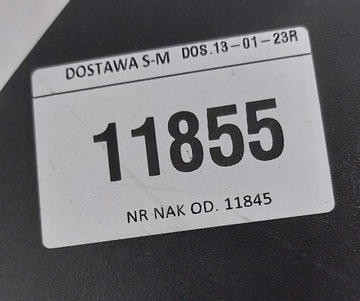 DOSTAWA S-M DOS.13-01-23R
11855
NR NAK OD. 11845